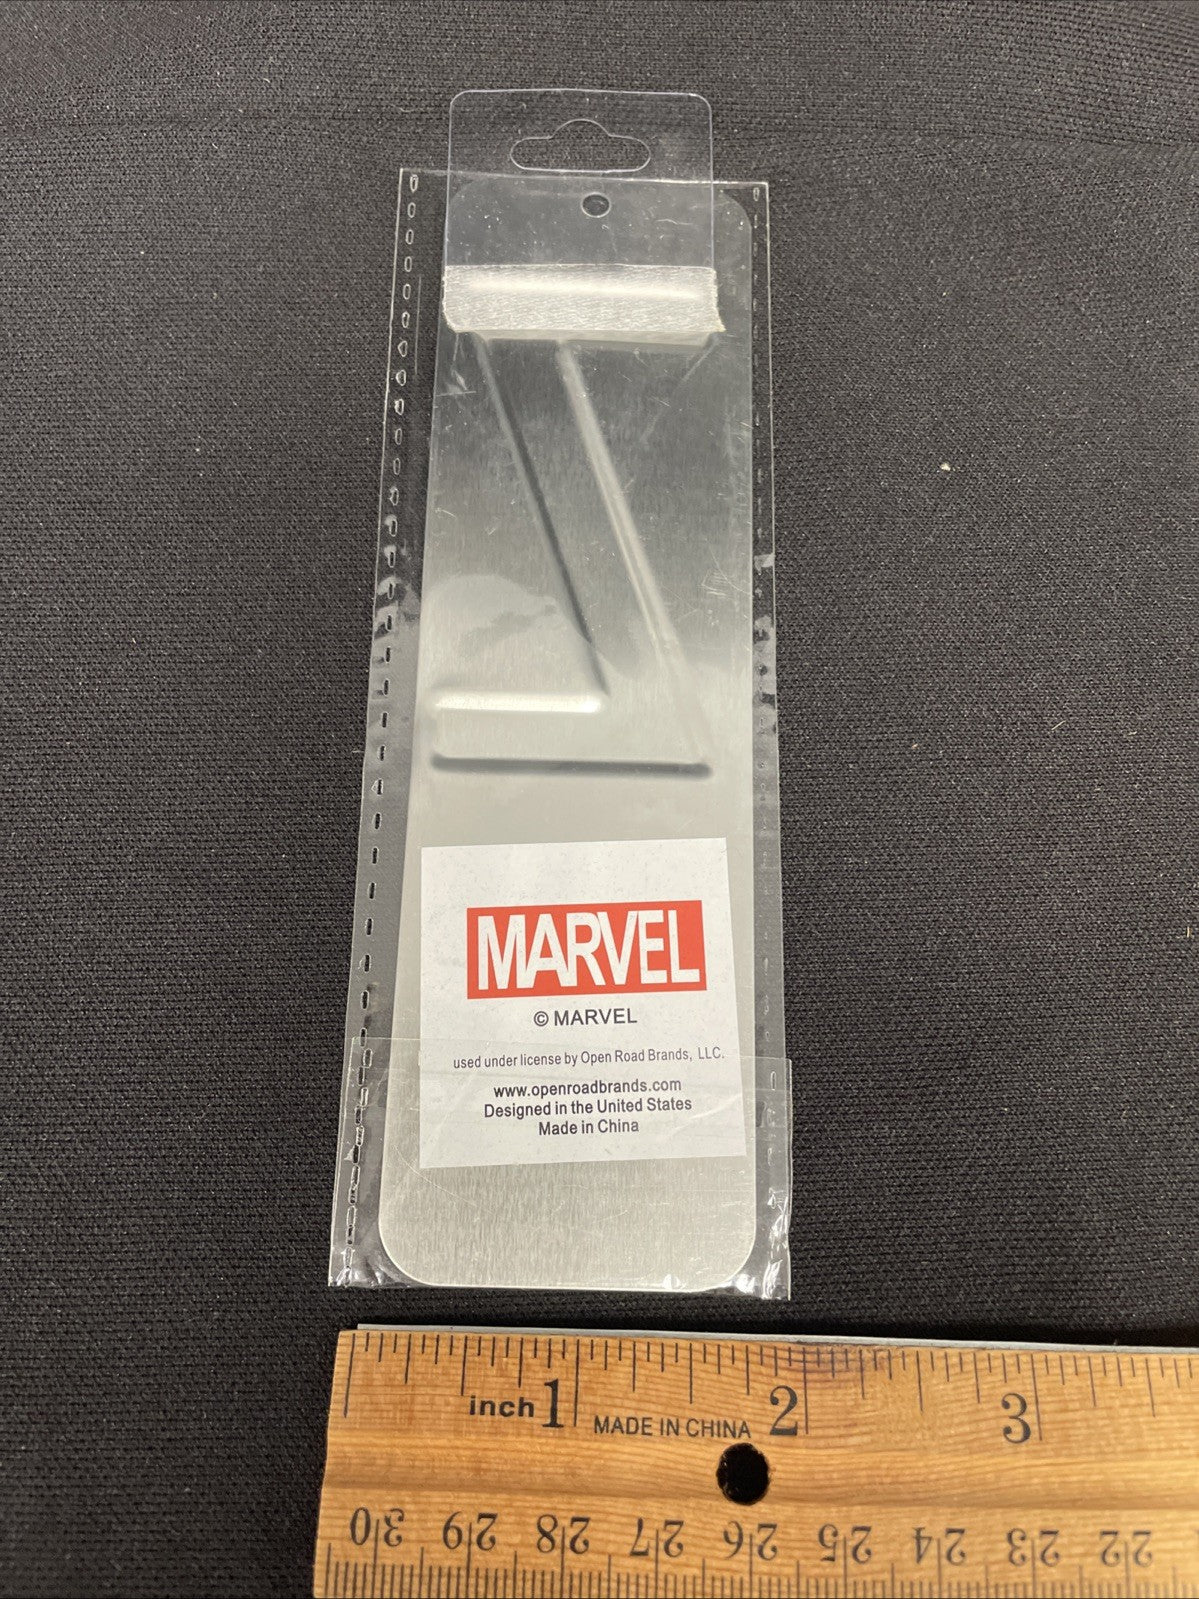 MARVEL
© MARVEL
used under license by Open Road Brands, LLC.
www.openroadbrands.com
Designed in the United States
Made in China
inch 1 2 3
MADE IN CHINA
30 29 28 27 26 25 24 23 22